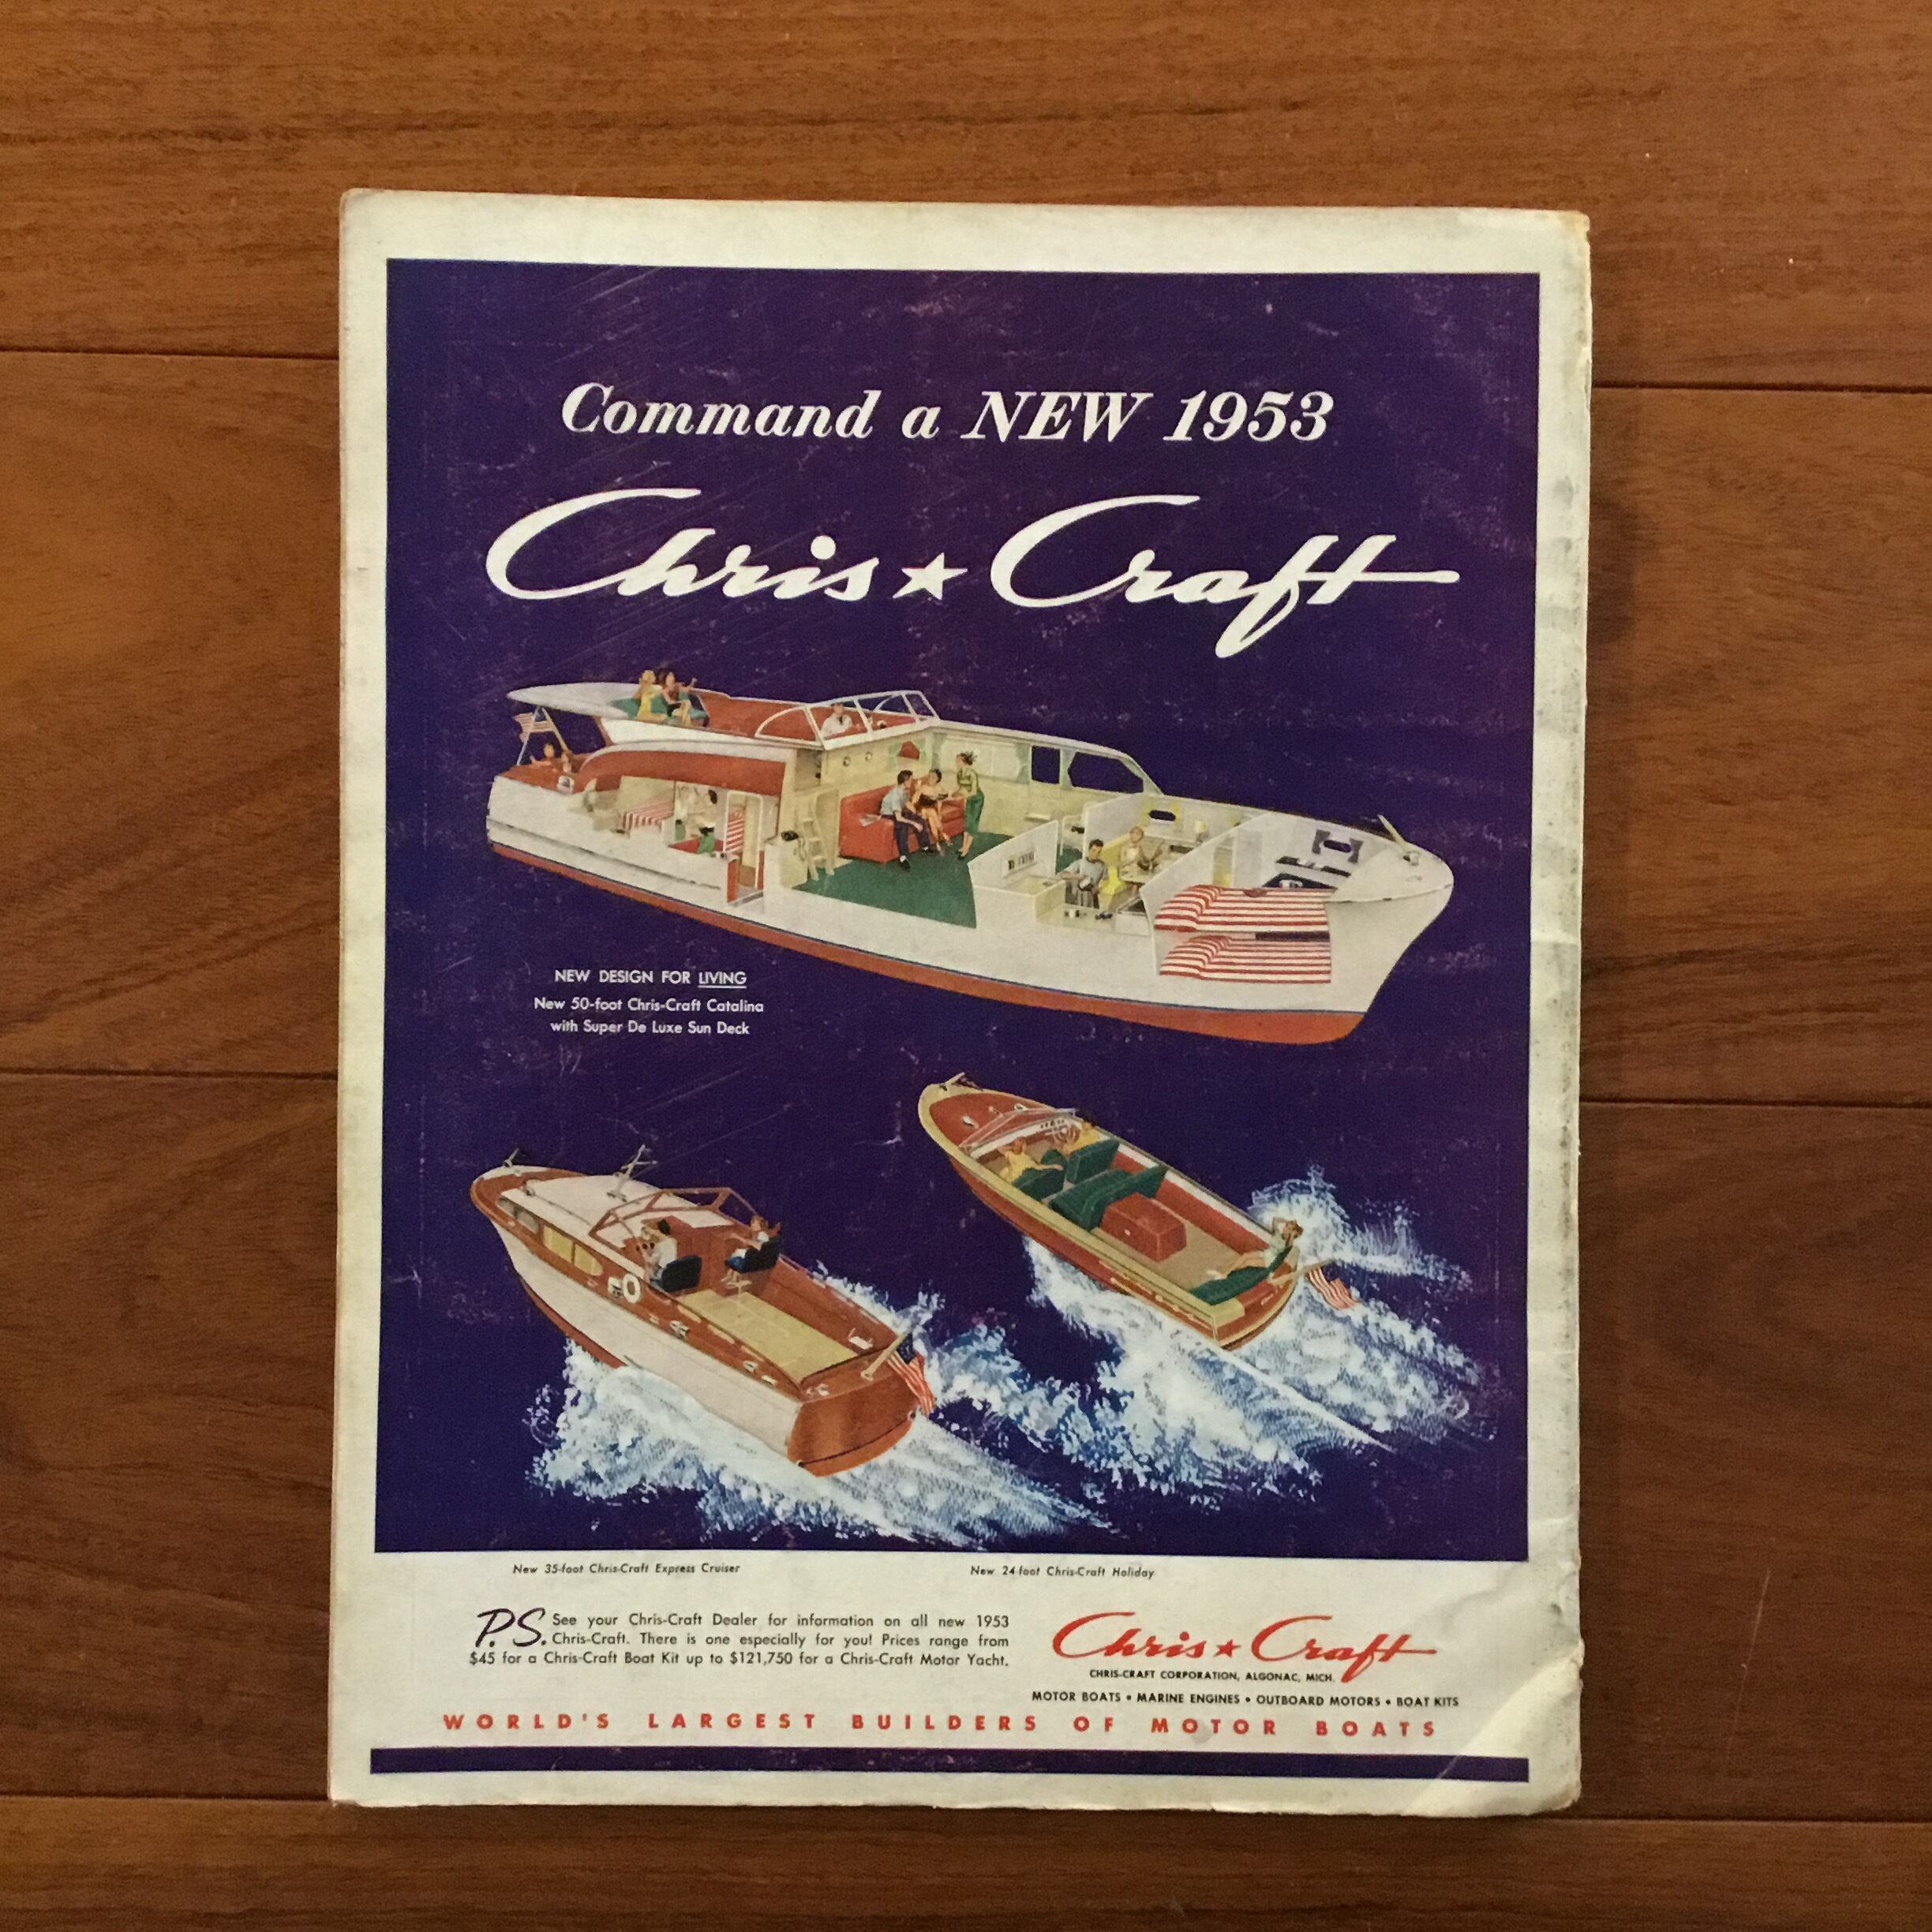 Command a NEW 1953
Chris★Craft
NEW DESIGN FOR LIVING
New 50-foot Chris-Craft Catalina
with Super De Luxe Sun Deck
New 35-foot Chris-Craft Express Cruiser
New 24-foot Chris-Craft Holiday
P.S. See your Chris-Craft Dealer for information on all new 1953
Chris-Craft. There is one especially for you! Prices range from
$45 for a Chris-Craft Boat Kit up to $121,750 for a Chris-Craft Motor Yacht.
Chris★Craft
CHRIS-CRAFT CORPORATION, ALGONAC, MICH.
MOTOR BOATS • MARINE ENGINES • OUTBOARD MOTORS • BOAT KITS
WORLD'S LARGEST BUILDERS OF MOTOR BOATS